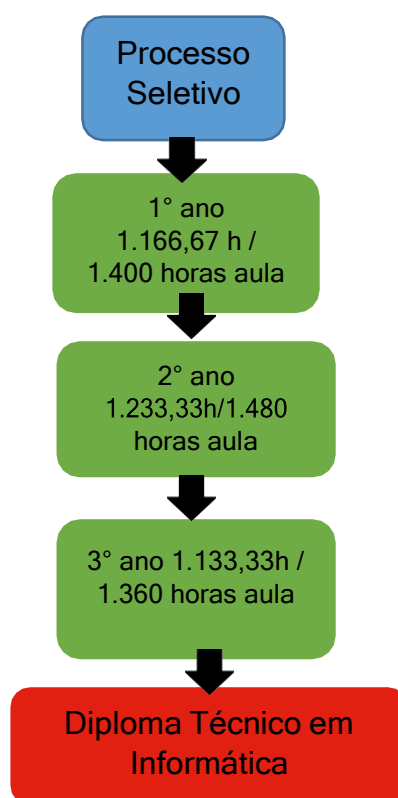 Processo
Seletivo
1° ano
1.166,67 h /
1.400 horas aula
2° ano
1.233,33h/1.480
horas aula
3° ano 1.133,33h /
1.360 horas aula
Diploma Técnico em
Informática